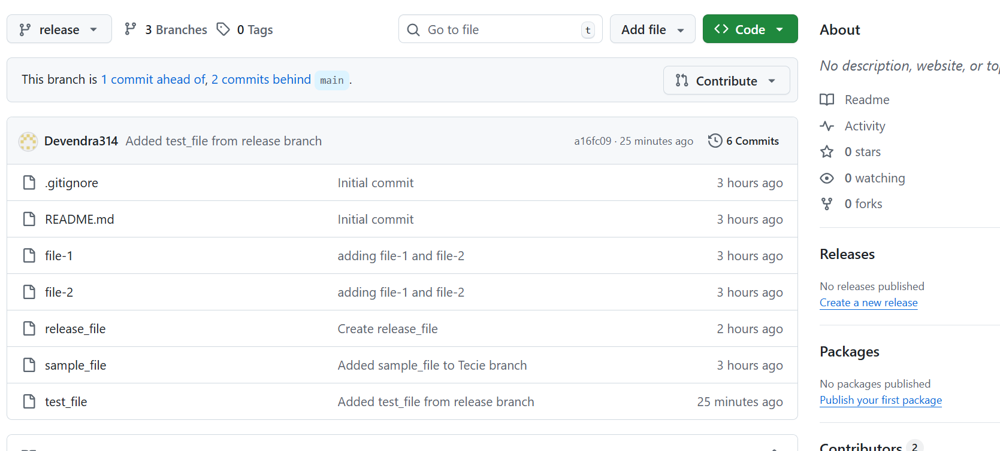 release
3 Branches
0 Tags
Go to file
t
Add file
Code
This branch is 1 commit ahead of, 2 commits behind main .
Contribute
Devendra314 Added test_file from release branch a16fc09 · 25 minutes ago 6 Commits
.gitignore Initial commit 3 hours ago
README.md Initial commit 3 hours ago
file-1 adding file-1 and file-2 3 hours ago
file-2 adding file-1 and file-2 3 hours ago
release_file Create release_file 2 hours ago
sample_file Added sample_file to Tecie branch 3 hours ago
test_file Added test_file from release branch 25 minutes ago
About
No description, website, or
Readme
Activity
0 stars
0 watching
0 forks
Releases
No releases published
Create a new release
Packages
No packages published
Publish your first package
Contributors 2